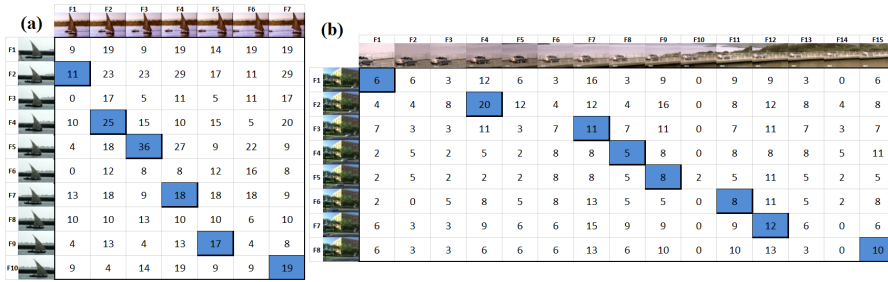 (a) F1 F2 F3 F4 F5 F6 F7
F1 9 19 9 19 14 19 19
F2 11 23 23 29 17 11 29
F3 0 17 5 11 5 11 17
F4 10 25 15 10 15 5 20
F5 4 18 36 27 9 22 9
F6 0 12 8 8 12 16 8
F7 13 18 9 18 18 18 9
F8 10 10 13 10 10 6 10
F9 4 13 4 13 17 4 8
F10 9 4 14 19 9 9 19
(b) F1 F2 F3 F4 F5 F6 F7 F8 F9 F10 F11 F12 F13 F14 F15
F1 6 6 3 12 6 3 16 3 9 0 9 9 3 0 6
F2 4 4 8 20 12 4 12 4 16 0 8 12 8 4 8
F3 7 3 3 11 3 7 11 7 11 0 7 11 7 3 7
F4 2 5 2 5 2 8 8 5 8 0 8 8 8 5 11
F5 2 5 2 2 2 8 8 5 8 2 5 11 5 2 5
F6 2 0 5 8 5 8 13 5 5 0 8 11 5 2 8
F7 6 3 3 9 6 6 15 9 9 0 9 12 6 0 6
F8 6 3 3 6 6 6 13 6 10 0 10 13 3 0 10